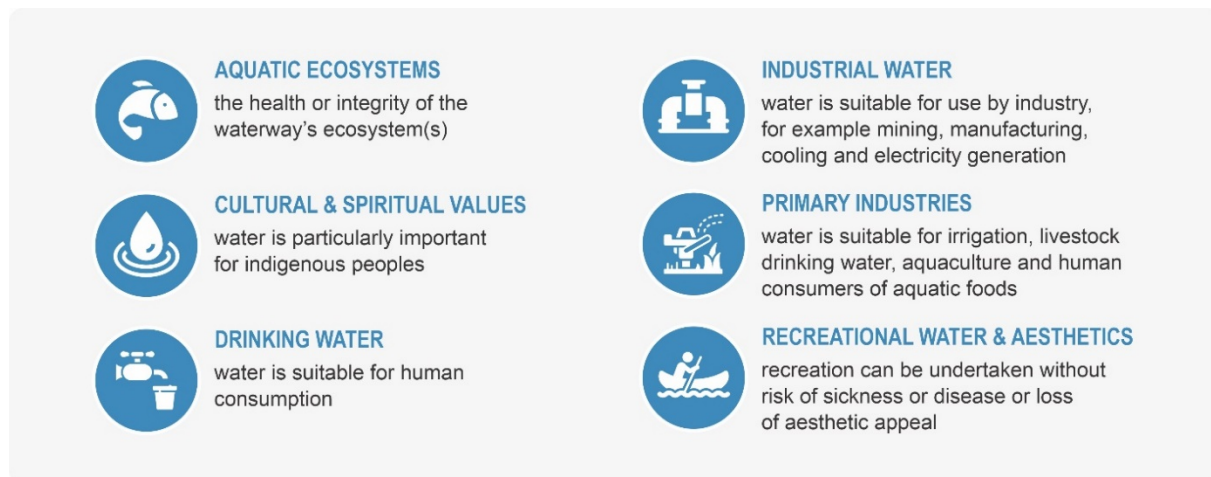 AQUATIC ECOSYSTEMS
the health or integrity of the
waterway's ecosystem(s)
CULTURAL & SPIRITUAL VALUES
water is particularly important
for indigenous peoples
DRINKING WATER
water is suitable for human
consumption
INDUSTRIAL WATER
water is suitable for use by industry,
for example mining, manufacturing,
cooling and electricity generation
PRIMARY INDUSTRIES
water is suitable for irrigation, livestock
drinking water, aquaculture and human
consumers of aquatic foods
RECREATIONAL WATER & AESTHETICS
recreation can be undertaken without
risk of sickness or disease or loss
of aesthetic appeal